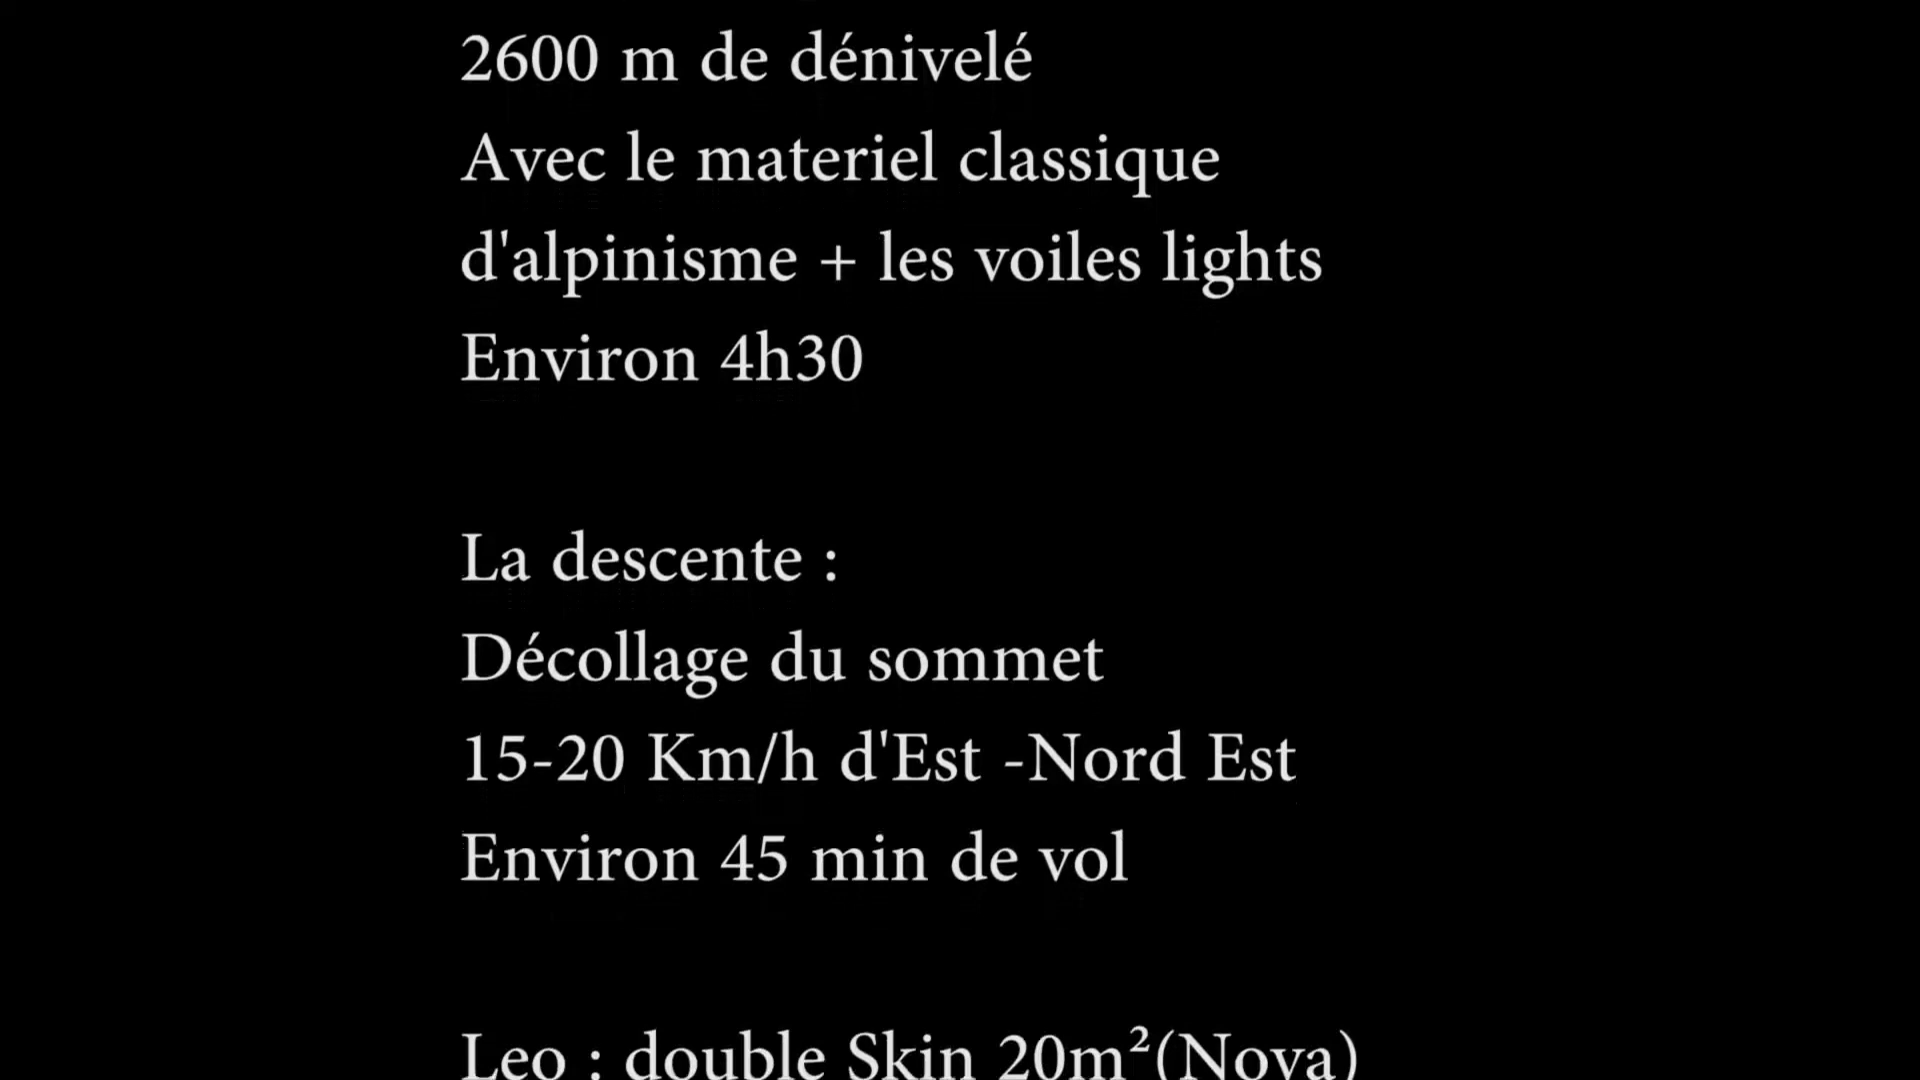 2600 m de dénivelé
Avec le materiel classique
d'alpinisme + les voiles lights
Environ 4h30
La descente :
Décollage du sommet
15-20 Km/h d'Est -Nord Est
Environ 45 min de vol
Leo : double Skin 20m²(Nova)